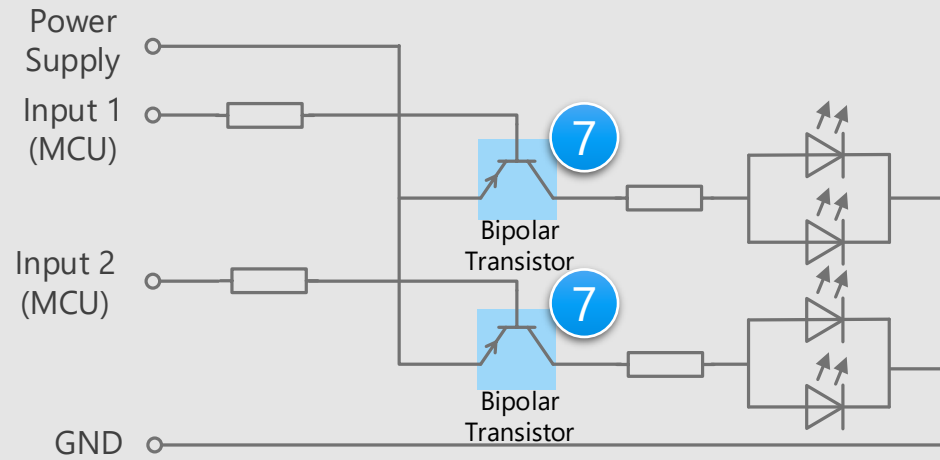 Power
Supply
Input 1
(MCU)
7
Bipolar
Transistor
Input 2
(MCU)
7
Bipolar
Transistor
GND